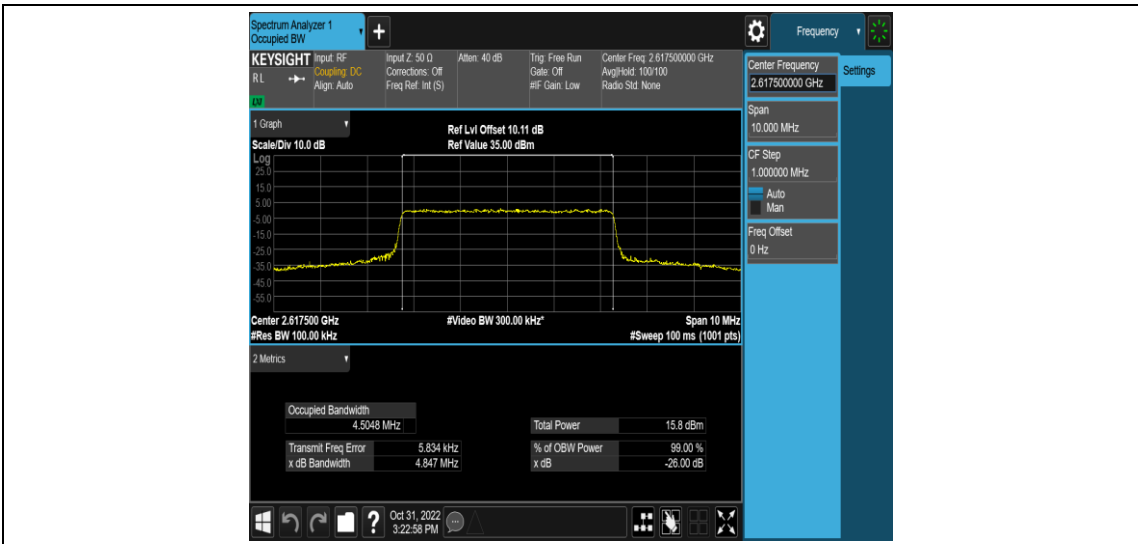 Spectrum Analyzer 1
Occupied BW
+
Frequency
KEYSIGHT
R L
LXI
Input: RF
Coupling: DC
Align: Auto
Input Z: 50 Ω
Corrections: Off
Freq Ref: Int (S)
Atten: 40 dB
Trig: Free Run
Gate: Off
#IF Gain: Low
Center Freq: 2.617500000 GHz
Avg|Hold: 100/100
Radio Std: None
Center Frequency
2.617500000 GHz
Settings
Span
10.000 MHz
CF Step
1.000000 MHz
Auto
Man
Freq Offset
0 Hz
1 Graph
Ref Lvl Offset 10.11 dB
Scale/Div 10.0 dB
Ref Value 35.00 dBm
Log
25.0
15.0
5.00
-5.00
-15.0
-25.0
-35.0
-45.0
-55.0
Center 2.617500 GHz
#Video BW 300.00 kHz*
Span 10 MHz
#Res BW 100.00 kHz
#Sweep 100 ms (1001 pts)
2 Metrics
Occupied Bandwidth
4.5048 MHz
Total Power 15.8 dBm
Transmit Freq Error 5.834 kHz
% of OBW Power 99.00 %
x dB Bandwidth 4.847 MHz
x dB -26.00 dB
?
Oct 31, 2022
3:22:58 PM